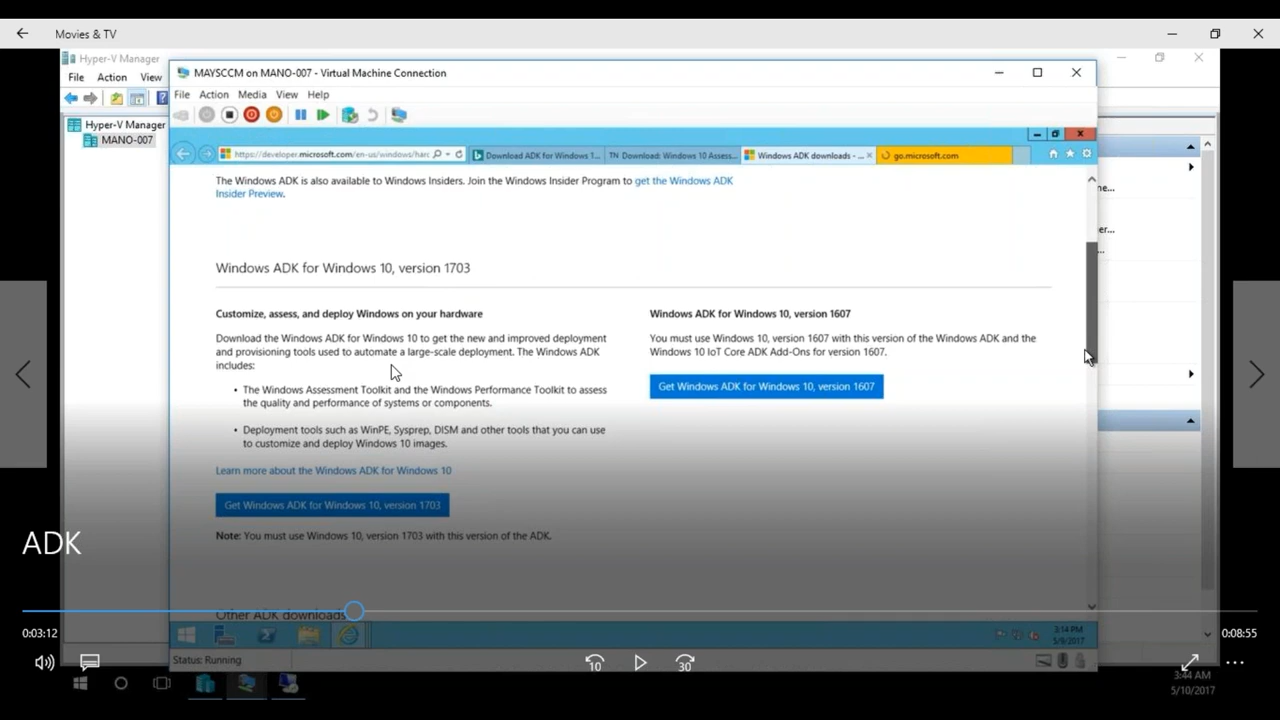 Movies & TV
Hyper-V Manager
File Action View
MAYSCCM on MANO-007 - Virtual Machine Connection
File Action Media View Help
Hyper-V Manager
MANO-007
https://developer.microsoft.com/en-us/windows/harc
Download ADK for Windows 1...
TN Download: Windows 10 Assess...
Windows ADK downloads - ...
go.microsoft.com
The Windows ADK is also available to Windows Insiders. Join the Windows Insider Program to get the Windows ADK
Insider Preview.
ne...
er...
...
Windows ADK for Windows 10, version 1703
Customize, assess, and deploy Windows on your hardware
Download the Windows ADK for Windows 10 to get the new and improved deployment
and provisioning tools used to automate a large-scale deployment. The Windows ADK
includes:
• The Windows Assessment Toolkit and the Windows Performance Toolkit to assess
the quality and performance of systems or components.
• Deployment tools such as WinPE, Sysprep, DISM and other tools that you can use
to customize and deploy Windows 10 images.
Learn more about the Windows ADK for Windows 10
Get Windows ADK for Windows 10, version 1703
Note: You must use Windows 10, version 1703 with this version of the ADK.
Windows ADK for Windows 10, version 1607
You must use Windows 10, version 1607 with this version of the Windows ADK and the
Windows 10 IoT Core ADK Add-Ons for version 1607.
Get Windows ADK for Windows 10, version 1607
ADK
Other ADK downloads
0:03:12
0:08:55
3:14 PM
5/9/2017
Status: Running
10
30
3:44 AM
5/10/2017